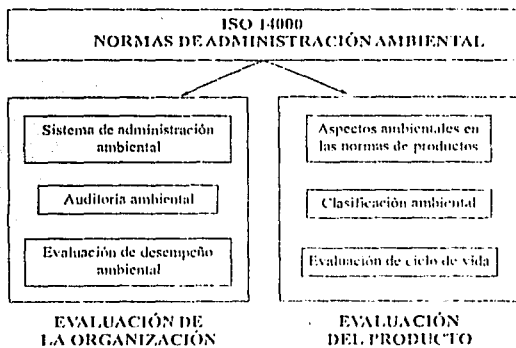 ISO 14000
NORMAS DE ADMINISTRACIÓN AMBIENTAL
Sistema de administración
ambiental
Auditoría ambiental
Evaluación de desempeño
ambiental
EVALUACIÓN DE
LA ORGANIZACIÓN
Aspectos ambientales en
las normas de productos
Clasificación ambiental
Evaluación de ciclo de vida
EVALUACIÓN
DEL PRODUCTO